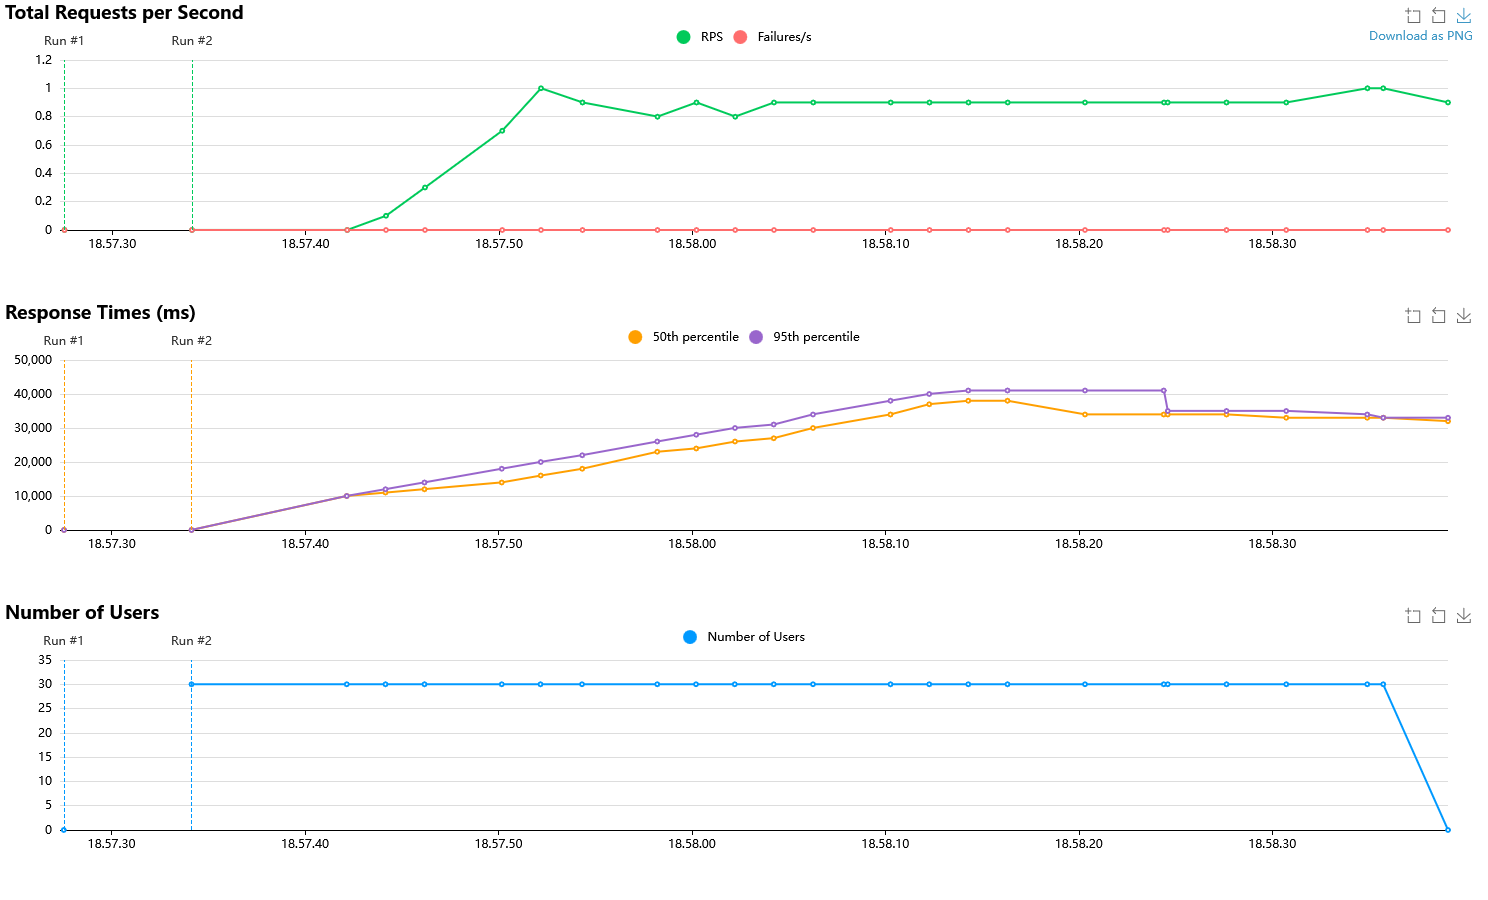 Total Requests per Second
Download as PNG
RPS Failures/s
Run #1 Run #2
1.2
1
0.8
0.6
0.4
0.2
0
18.57.30 18.57.40 18.57.50 18.58.00 18.58.10 18.58.20 18.58.30
Response Times (ms)
50th percentile 95th percentile
Run #1 Run #2
50,000
40,000
30,000
20,000
10,000
0
18.57.30 18.57.40 18.57.50 18.58.00 18.58.10 18.58.20 18.58.30
Number of Users
Number of Users
Run #1 Run #2
35
30
25
20
15
10
5
0
18.57.30 18.57.40 18.57.50 18.58.00 18.58.10 18.58.20 18.58.30